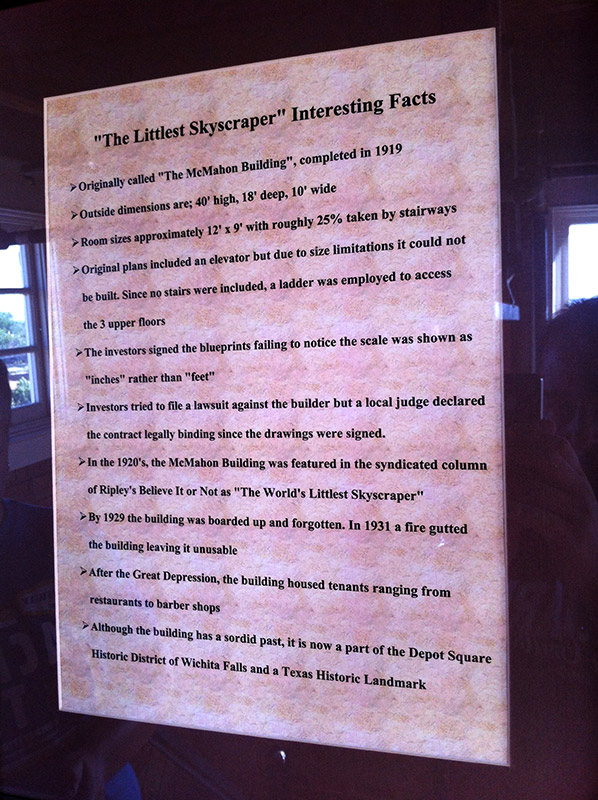 "The Littlest Skyscraper" Interesting Facts
➤Originally called "The McMahon Building", completed in 1919
➤Outside dimensions are; 40' high, 18' deep, 10' wide
➤Room sizes approximately 12' x 9' with roughly 25% taken by stairways
➤Original plans included an elevator but due to size limitations it could not
be built. Since no stairs were included, a ladder was employed to access
the 3 upper floors
➤The investors signed the blueprints failing to notice the scale was shown as
"inches" rather than "feet"
➤Investors tried to file a lawsuit against the builder but a local judge declared
the contract legally binding since the drawings were signed.
➤In the 1920's, the McMahon Building was featured in the syndicated column
of Ripley's Believe It or Not as "The World's Littlest Skyscraper"
➤By 1929 the building was boarded up and forgotten. In 1931 a fire gutted
the building leaving it unusable
➤After the Great Depression, the building housed tenants ranging from
restaurants to barber shops
➤Although the building has a sordid past, it is now a part of the Depot Square
Historic District of Wichita Falls and a Texas Historic Landmark